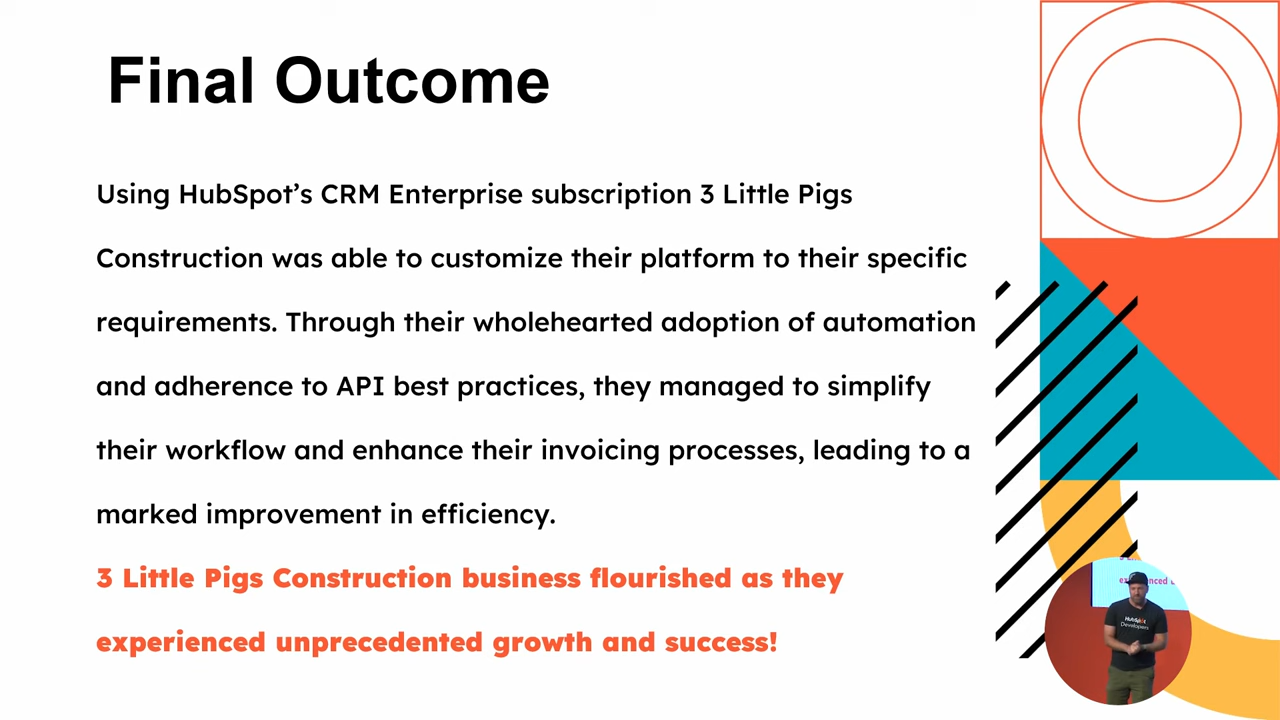 Final Outcome
Using HubSpot’s CRM Enterprise subscription 3 Little Pigs
Construction was able to customize their platform to their specific
requirements. Through their wholehearted adoption of automation
and adherence to API best practices, they managed to simplify
their workflow and enhance their invoicing processes, leading to a
marked improvement in efficiency.
3 Little Pigs Construction business flourished as they
experienced unprecedented growth and success!
HubSpot
Developers